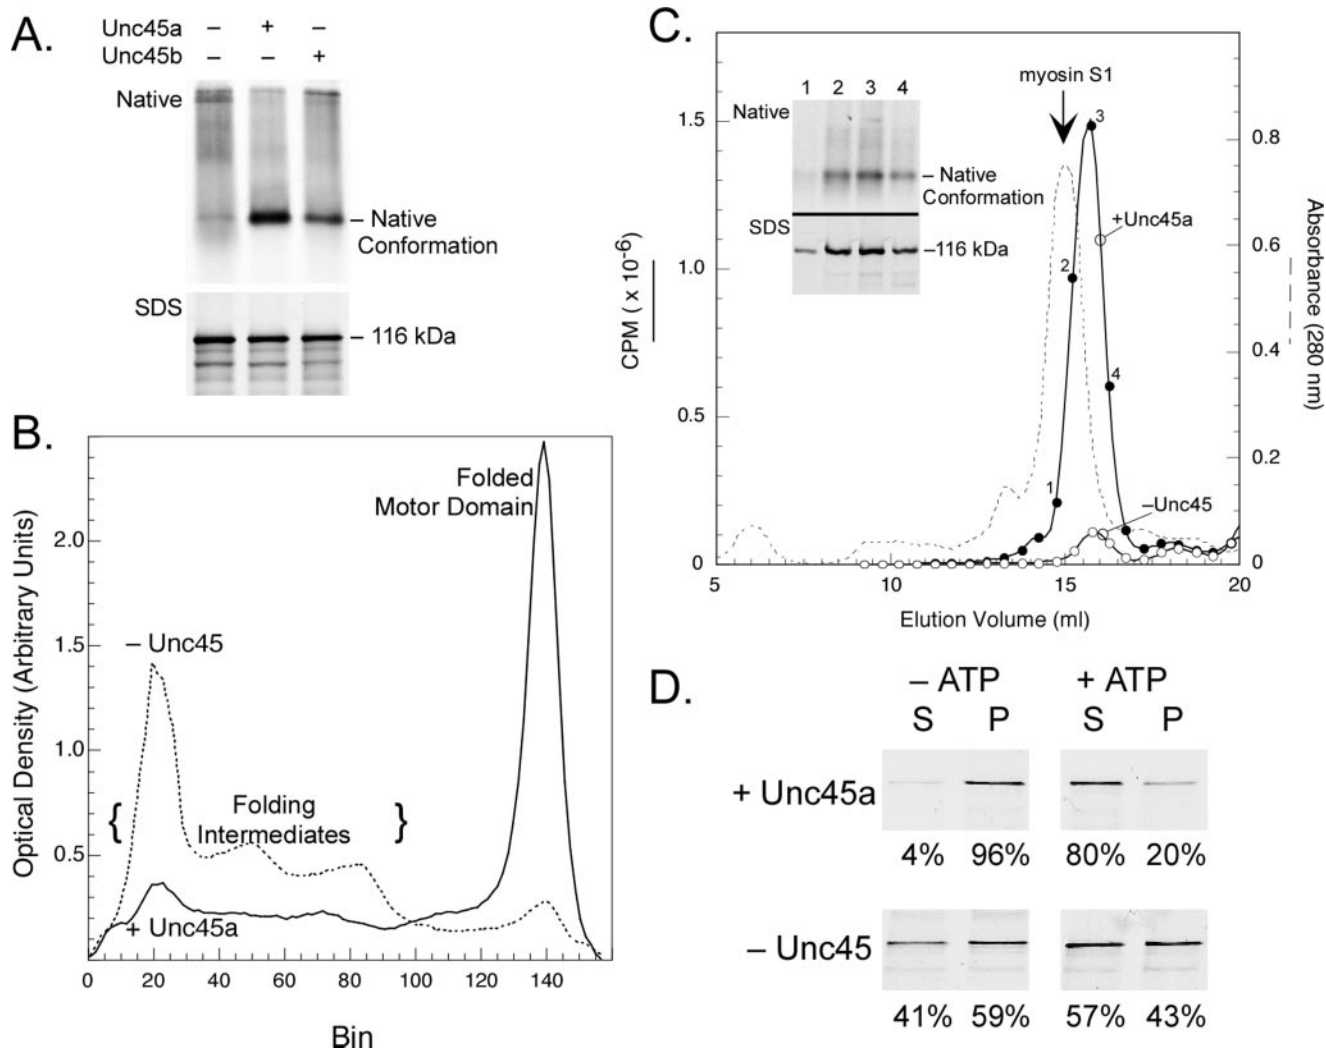 A.
Unc45a – + –
Unc45b – – +
Native
– Native
Conformation
SDS
– 116 kDa
B.
Optical Density (Arbitrary Units)
2.0
1.5
1.0
0.5
0 20 40 60 80 100 120 140
Bin
– Unc45
+ Unc45a
{ Folding }
Intermediates
Folded
Motor Domain
C.
CPM ( x 10-6)
1.5
1.0
0.5
0
5 10 15 20
Elution Volume (ml)
Absorbance (280 nm)
0.8
0.6
0.4
0.2
0
myosin S1
+Unc45a
–Unc45
1
2
3
4
1 2 3 4
Native
– Native
Conformation
SDS
–116 kDa
D.
– ATP + ATP
S P S P
+ Unc45a
4% 96% 80% 20%
– Unc45
41% 59% 57% 43%